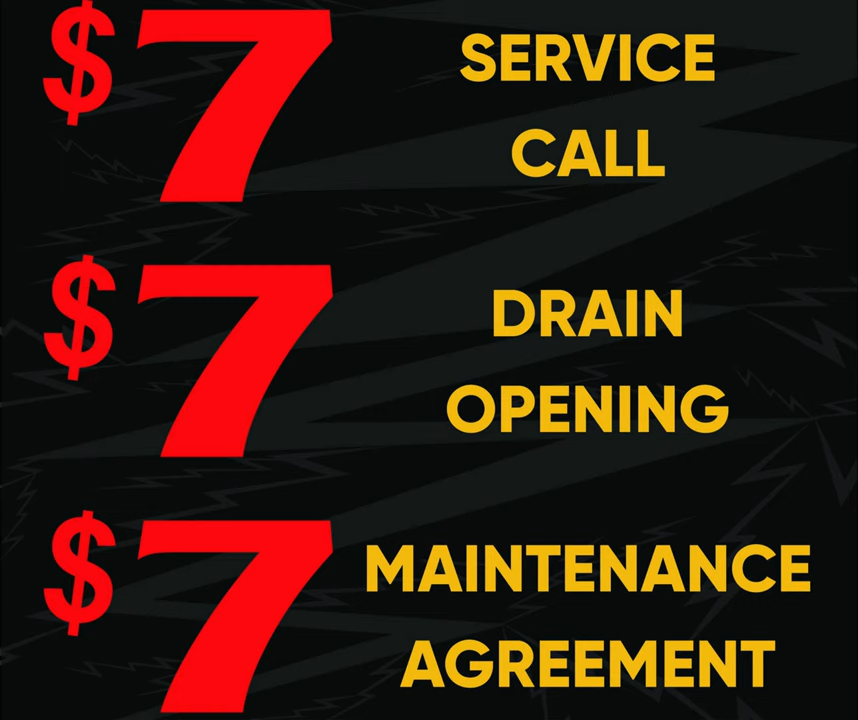 $7 SERVICE
CALL
$7 DRAIN
OPENING
$7 MAINTENANCE
AGREEMENT